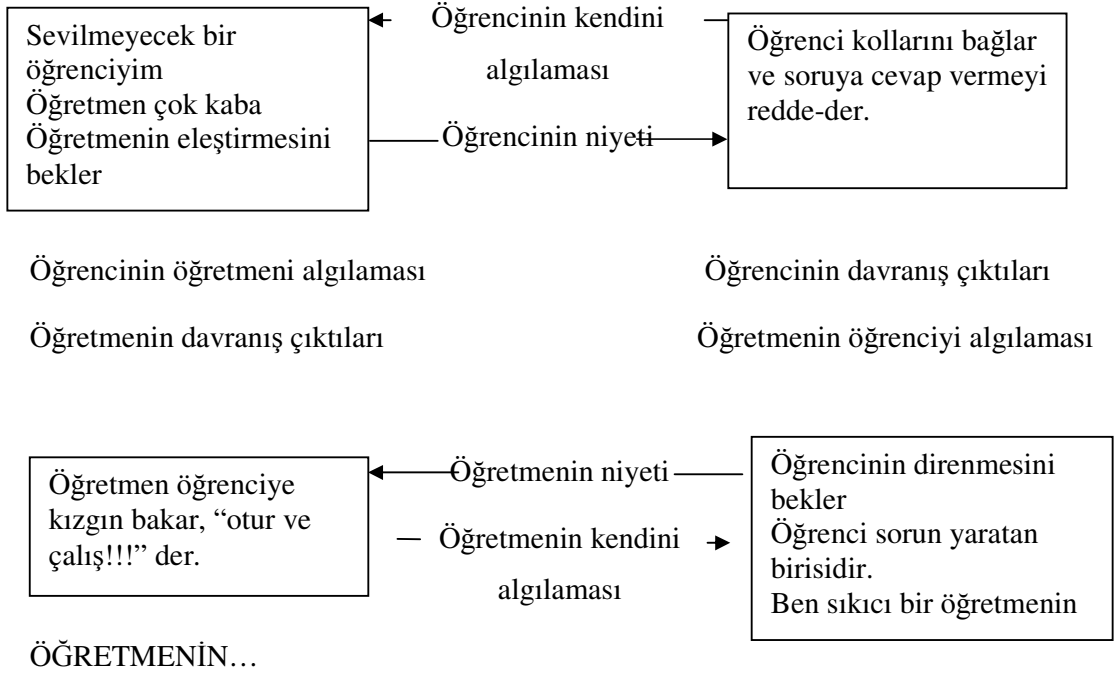 Sevilmeyecek bir
öğrenciyim
Öğretmen çok kaba
Öğretmenin eleştirmesini
bekler
Öğrencinin kendini
algılaması
Öğrencinin niyeti
Öğrenci kollarını bağlar
ve soruya cevap vermeyi
redde-der.
Öğrencinin öğretmeni algılaması
Öğrencinin davranış çıktıları
Öğretmenin davranış çıktıları
Öğretmenin öğrenciyi algılaması
Öğretmen öğrenciye
kızgın bakar, “otur ve
çalış!!!” der.
Öğretmenin niyeti
Öğretmenin kendini
algılaması
Öğrencinin direnmesini
bekler
Öğrenci sorun yaratan
birisidir.
Ben sıkıcı bir öğretmenin
ÖĞRETMENİN…